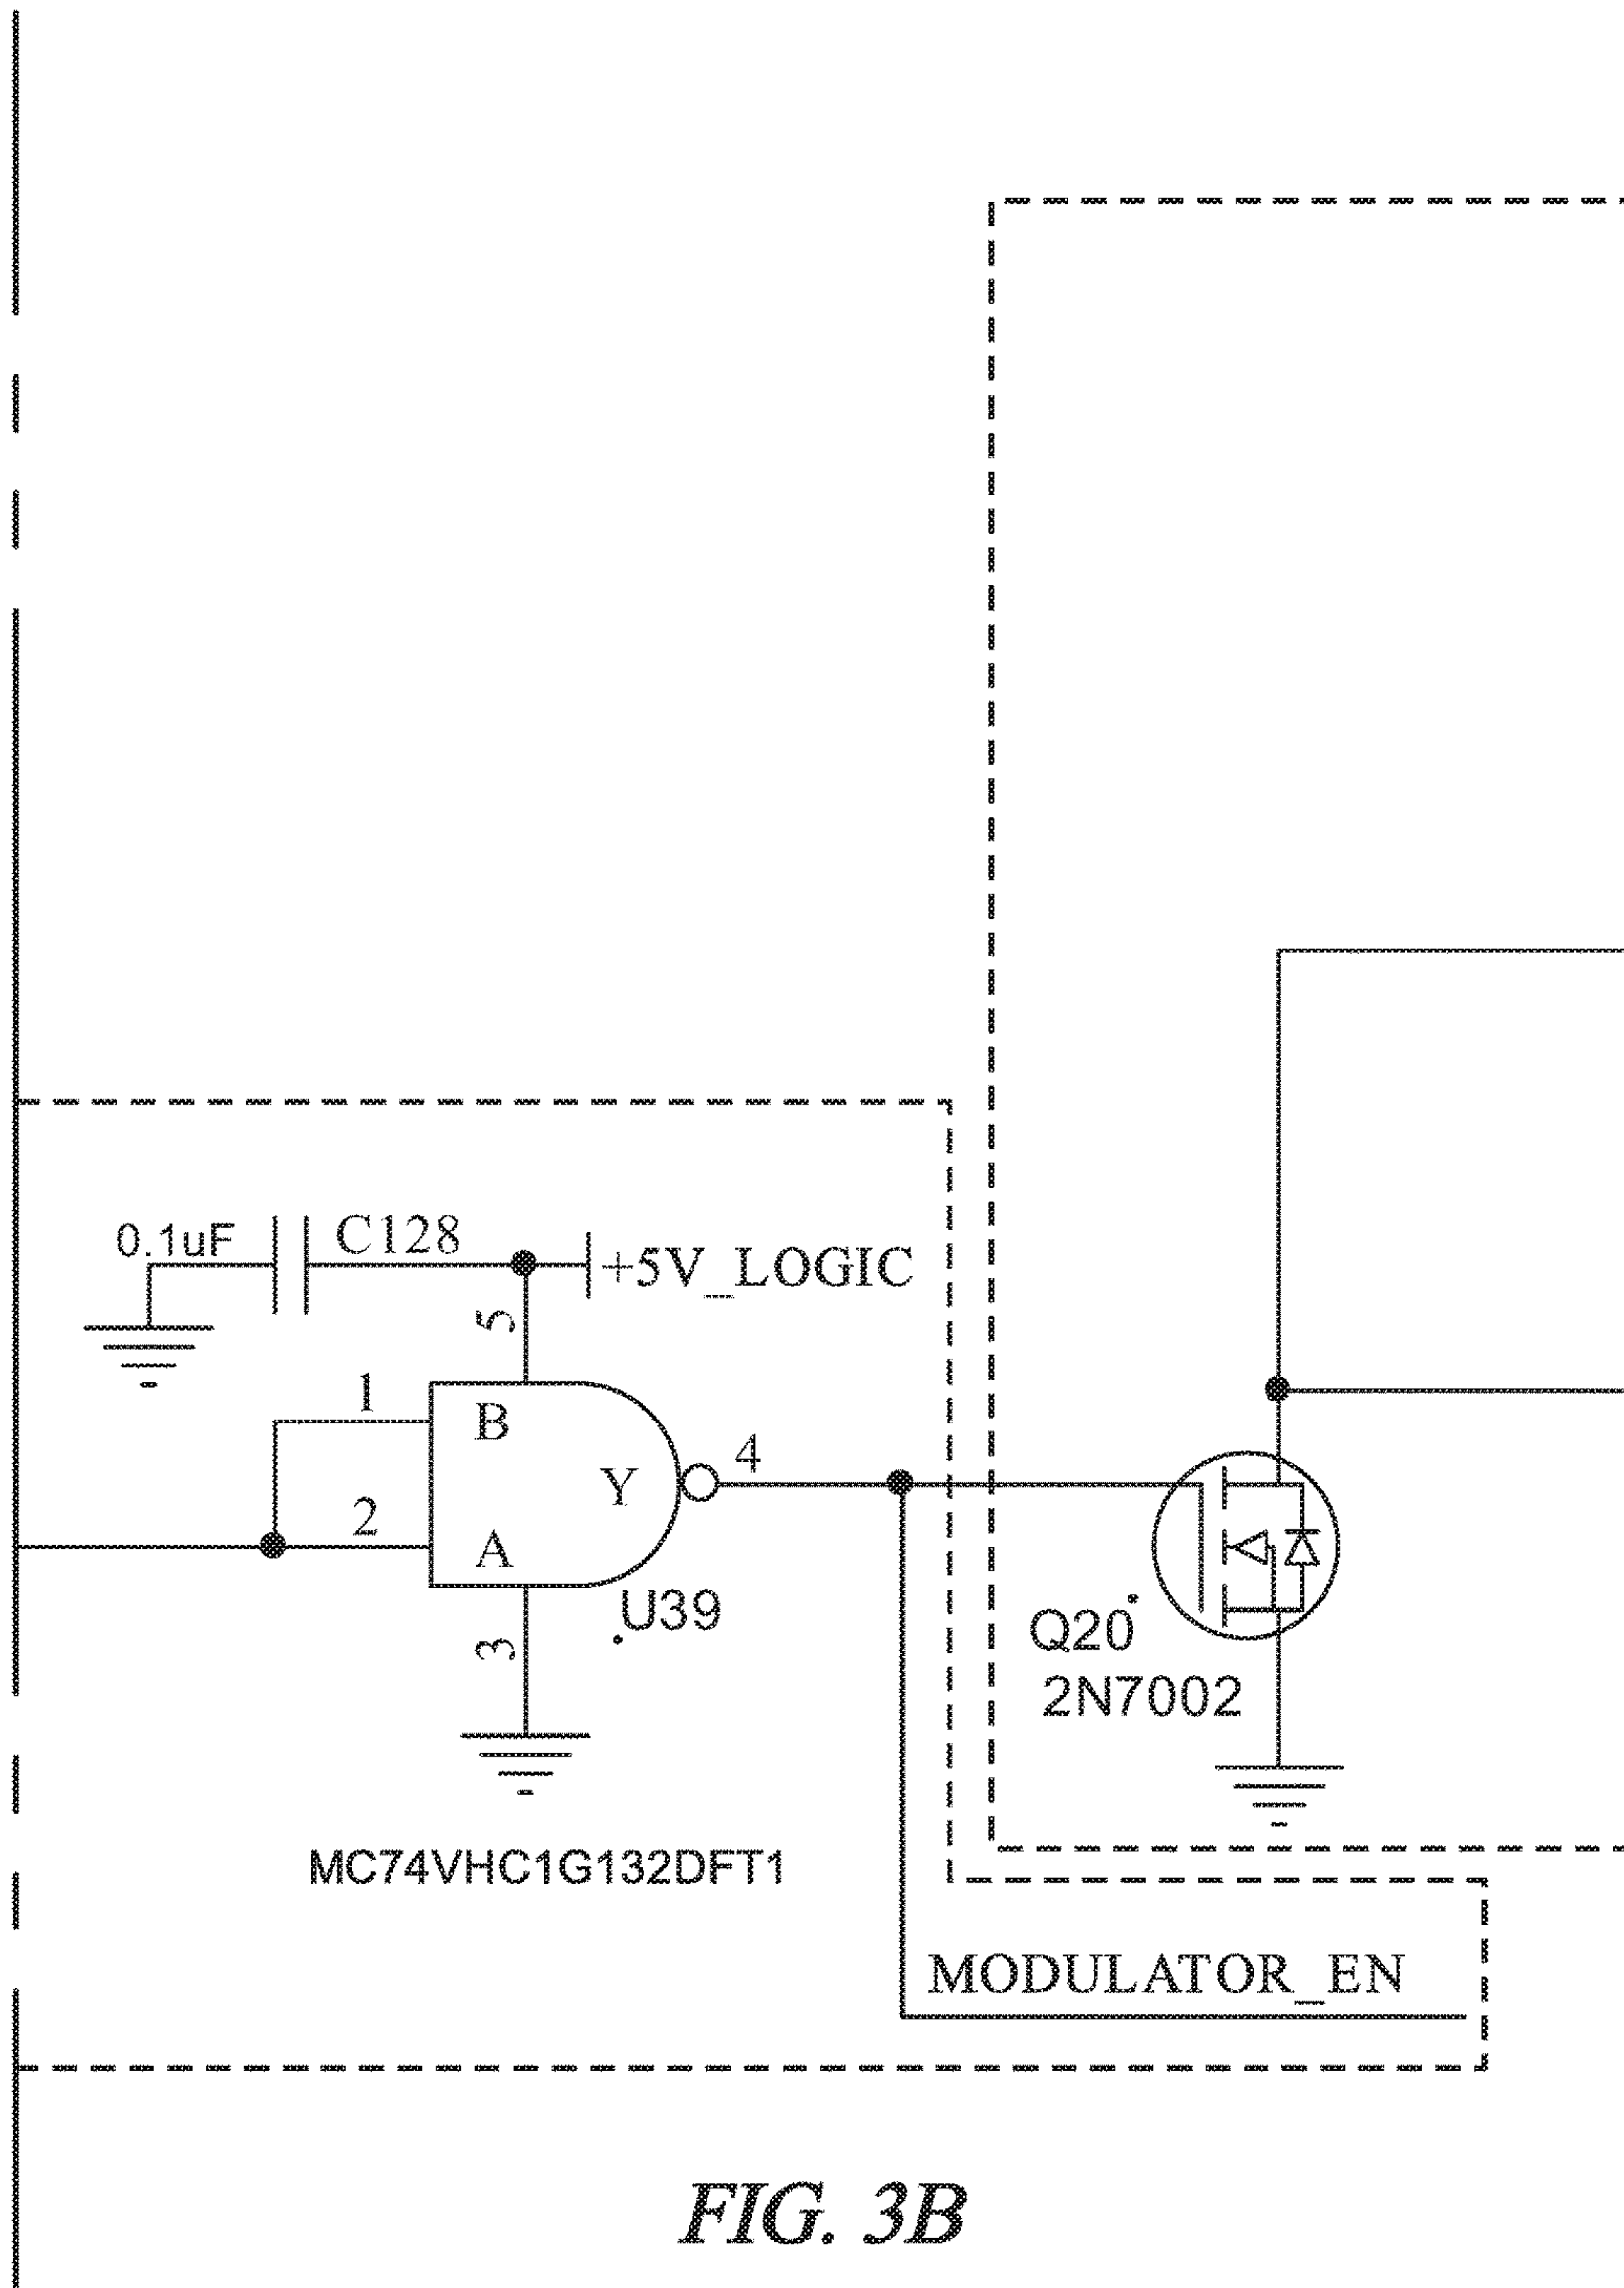 0.1uF
C128
+5V_LOGIC
5
1
B
Y
4
2
A
U39
3
Q20
2N7002
MC74VHC1G132DFT1
MODULATOR_EN
FIG. 3B